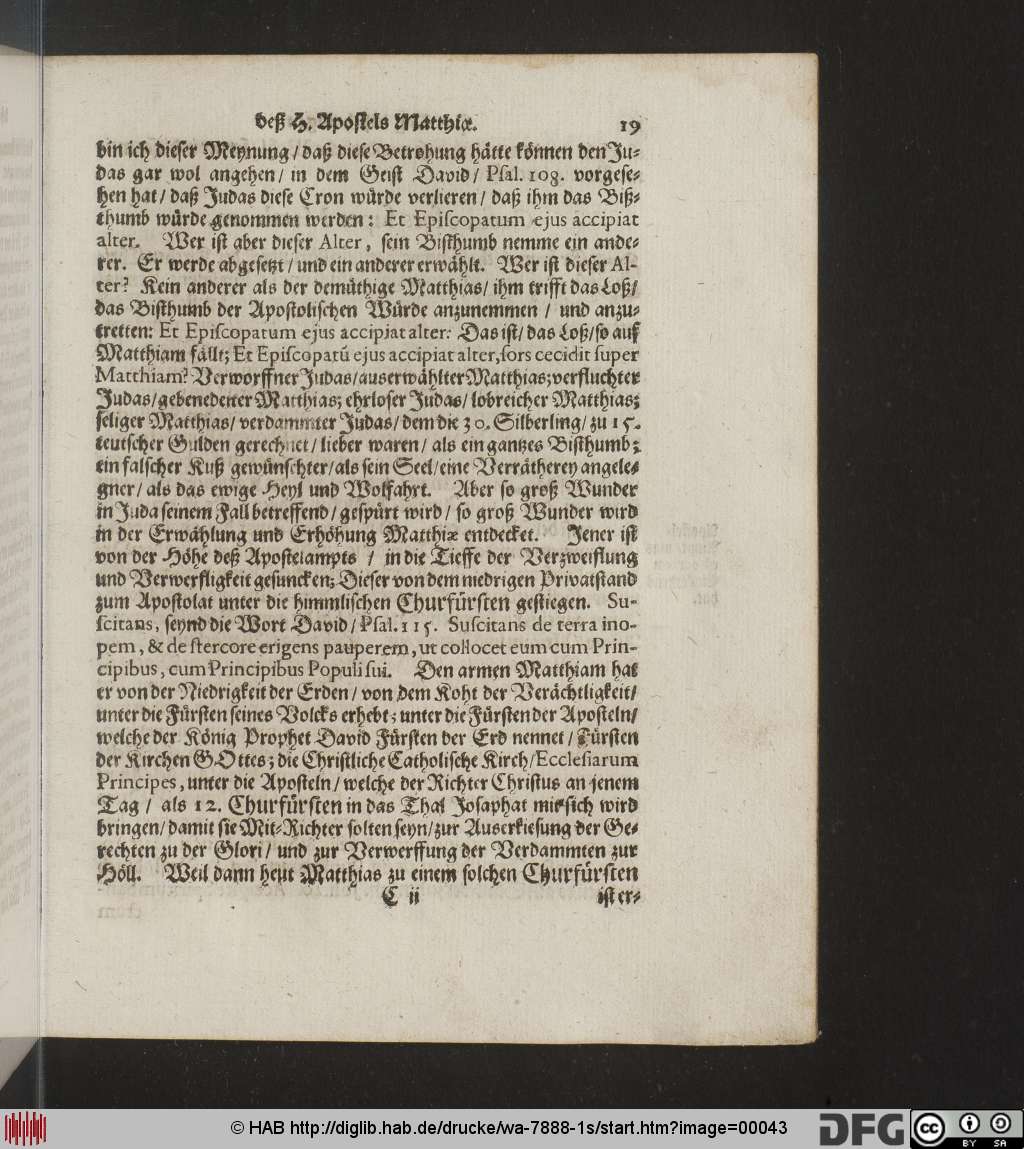 deß H. Apostels Matthiæ. 19
bin ich dieser Meynung / daß diese Betrohung hätte können den Ju-
das gar wol angehen / in dem Geist David / Psal. 108. vorgese-
hen hat / daß Judas diese Cron würde verlieren / daß ihm das Biß-
thumb würde genommen werden: Et Episcopatum ejus accipiat
alter. Wer ist aber dieser Alter, sein Bisthumb nemme ein ande-
rer. Er werde abgesetzt / und ein anderer erwählt. Wer ist dieser Al-
ter? Kein anderer als der demüthige Matthias / ihm trifft das Loß /
das Bisthumb der Apostolischen Würde anzunemmen / und anzu-
tretten: Et Episcopatum ejus accipiat alter: Das ist / das Loß / so auf
Matthiam fällt; Et Episcopatū ejus accipiat alter, sors cecidit super
Matthiam? Verworffner Judas / auserwählter Matthias; verfluchter
Judas / gebenedeiter Matthias; ehrloser Judas / lobreicher Matthias;
seliger Matthias / verdammter Judas / dem die 30. Silberling / zu 15.
teutscher Gulden gerechnet / lieber waren / als ein gantzes Bisthumb;
ein falscher Kuß gewünschter / als sein Seel / eine Verrätherey angele-
gner / als das ewige Heyl und Wolfahrt. Aber so groß Wunder
in Juda seinem Fall betreffend / gespürt wird / so groß Wunder wird
in der Erwählung und Erhöhung Matthiæ entdecket. Jener ist
von der Höhe deß Apostelampts / in die Tieffe der Verzweiflung
und Verwerfligkeit gesuncken; Dieser von dem niedrigen Privatstand
zum Apostolat unter die himmlischen Churfürsten gestiegen. Su-
scitans, seynd die Wort David / Psal. 115. Suscitans de terra ino-
pem, & de stercore erigens pauperem, ut collocet eum cum Prin-
cipibus, cum Principibus Populi sui. Den armen Matthiam hat
er von der Niedrigkeit der Erden / von dem Koht der Verächtligkeit /
unter die Fürsten seines Volcks erhebt; unter die Fürsten der Aposteln /
welche der König Prophet David Fürsten der Erd nennet / Fürsten
der Kirchen GOttes; die Christliche Catholische Kirch / Ecclesiarum
Principes, unter die Aposteln / welche der Richter Christus an jenem
Tag / als 12. Churfürsten in das Thal Josaphat mit sich wird
bringen / damit sie Mit-Richter solten seyn / zur Auserkiesung der Ge-
rechten zu der Glori / und zur Verwerffung der Verdammten zur
Höll. Weil dann heut Matthias zu einem solchen Churfürsten
C ii ist er-
© HAB http://diglib.hab.de/drucke/wa-7888-1s/start.htm?image=00043
DFG cc BY SA